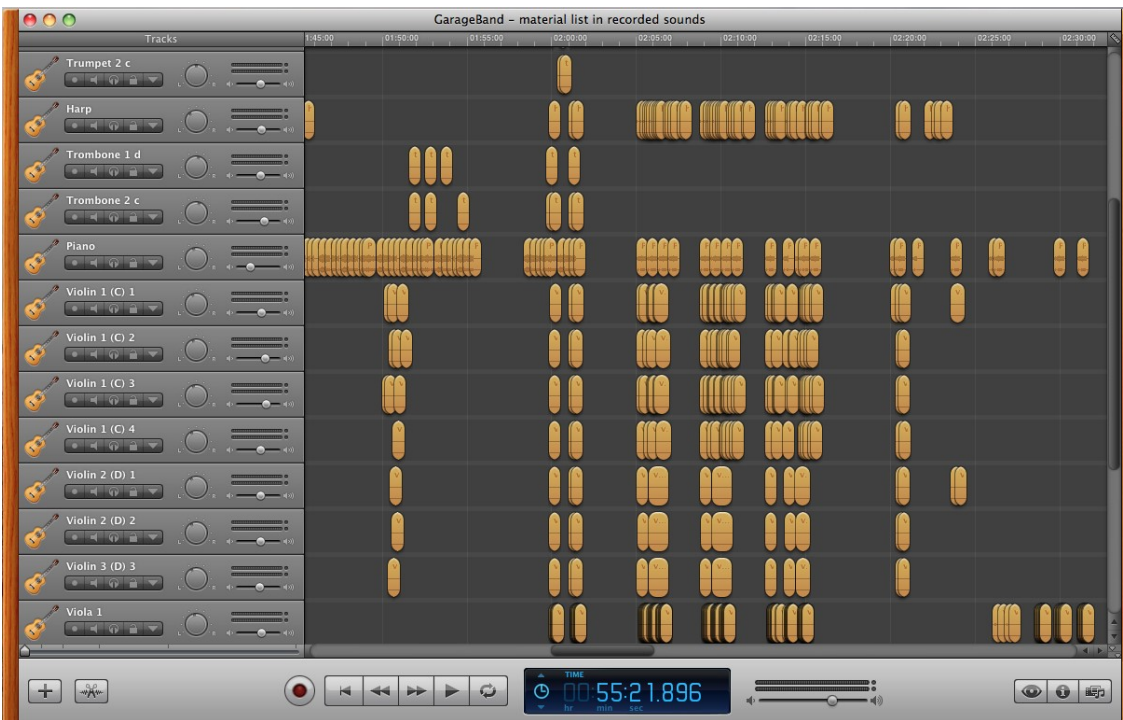 GarageBand – material list in recorded sounds
Tracks
1:45:00 01:50:00 01:55:00 02:00:00 02:05:00 02:10:00 02:15:00 02:20:00 02:25:00 02:30:00
Trumpet 2 c
Harp
Trombone 1 d
Trombone 2 c
Piano
Violin 1 (C) 1
Violin 1 (C) 2
Violin 1 (C) 3
Violin 1 (C) 4
Violin 2 (D) 1
Violin 2 (D) 2
Violin 3 (D) 3
Viola 1
TIME
00:55:21.896
hr min sec